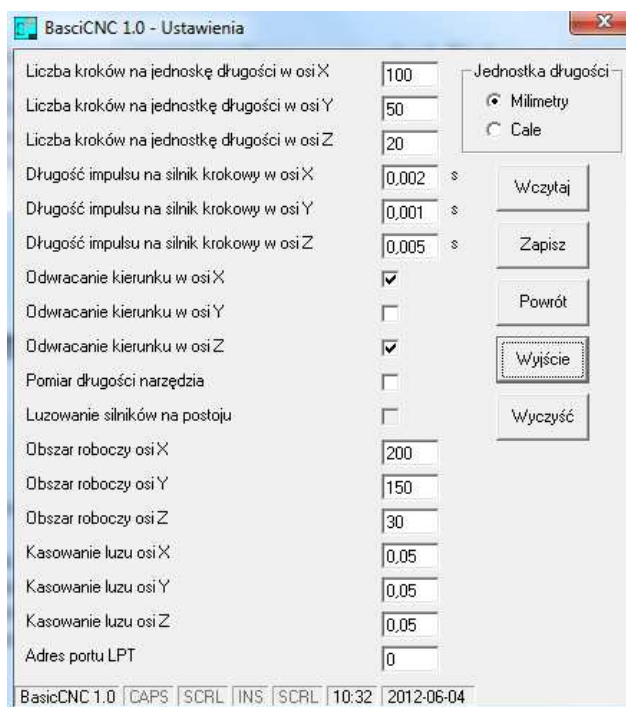 BasciCNC 1.0 - Ustawienia
Liczba kroków na jednoskę długości w osi X 100
Liczba kroków na jednostkę długości w osi Y 50
Liczba kroków na jednostkę długości w osi Z 20
Długość impulsu na silnik krokowy w osi X 0,002 s
Długość impulsu na silnik krokowy w osi Y 0,001 s
Długość impulsu na silnik krokowy w osi Z 0,005 s
Odwracanie kierunku w osi X
Odwracanie kierunku w osi Y
Odwracanie kierunku w osi Z
Pomiar długości narzędzia
Luzowanie silników na postoju
Obszar roboczy osi X 200
Obszar roboczy osi Y 150
Obszar roboczy osi Z 30
Kasowanie luzu osi X 0,05
Kasowanie luzu osi Y 0,05
Kasowanie luzu osi Z 0,05
Adres portu LPT 0
Jednostka długości
Milimetry
Cale
Wczytaj
Zapisz
Powrót
Wyjście
Wyczyść
BasicCNC 1.0 CAPS SCRL INS SCRL 10:32 2012-06-04